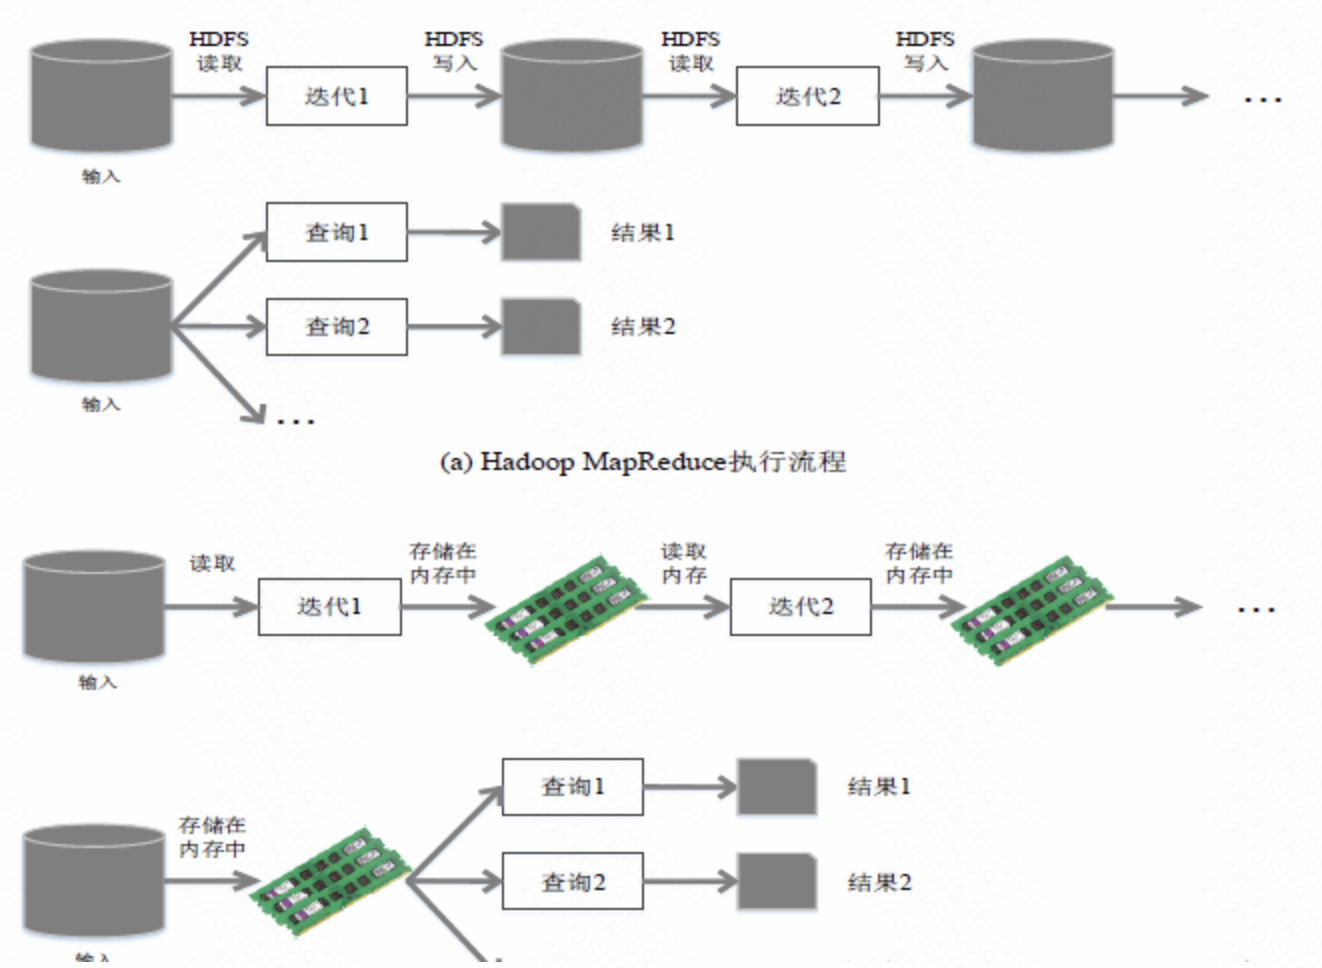 HDFS
读取
HDFS
写入
HDFS
读取
HDFS
写入
迭代1
迭代2
...
输入
查询1
结果1
查询2
结果2
输入
...
(a) Hadoop MapReduce执行流程
读取
存储在
内存中
读取
内存
存储在
内存中
迭代1
迭代2
...
输入
查询1
结果1
存储在
内存中
查询2
结果2
输入